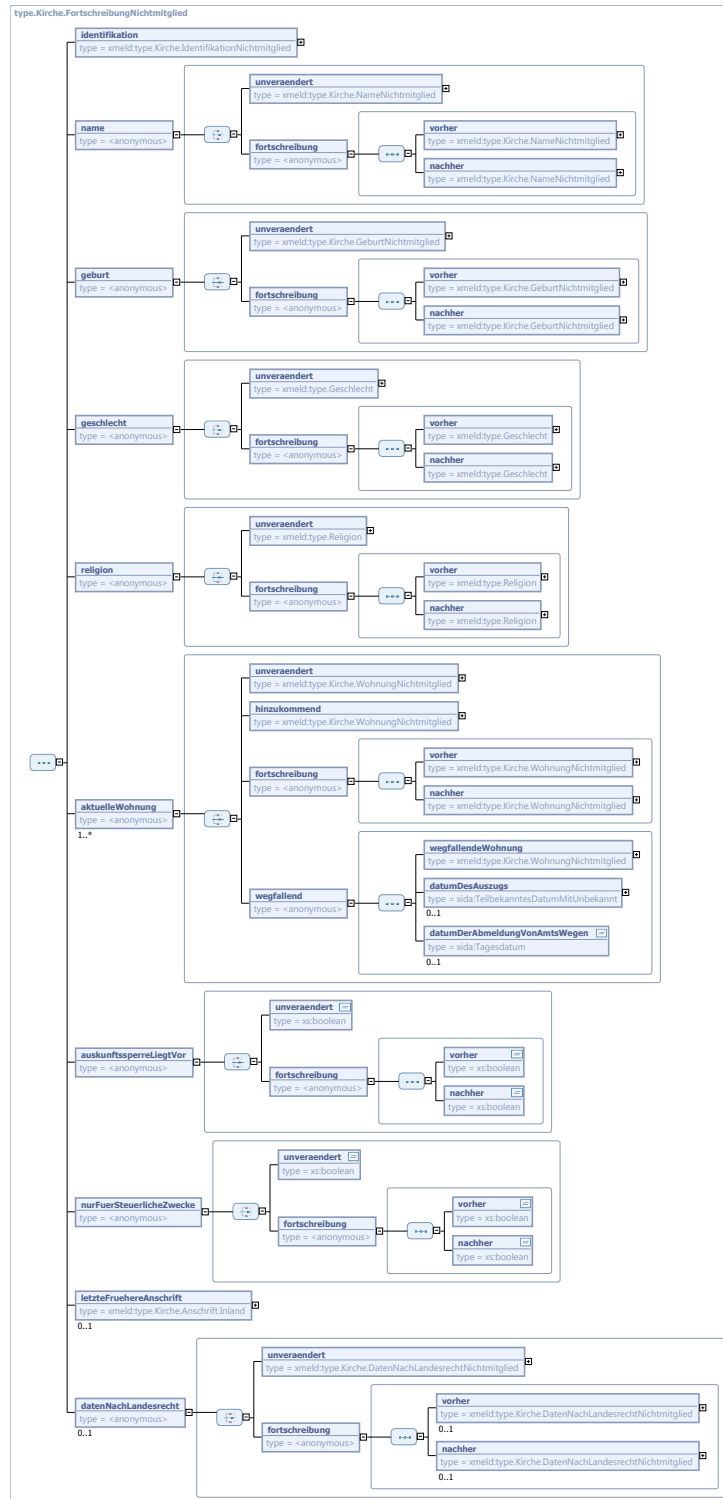 type.Kirche.FortschreibungNichtmitglied
identifikation
type = xmeld:type.Kirche.IdentifikationNichtmitglied
name
type = <anonymous>
unveraendert
type = xmeld:type.Kirche.NameNichtmitglied
fortschreibung
type = <anonymous>
vorher
type = xmeld:type.Kirche.NameNichtmitglied
nachher
type = xmeld:type.Kirche.NameNichtmitglied
geburt
type = <anonymous>
unveraendert
type = xmeld:type.Kirche.GeburtNichtmitglied
fortschreibung
type = <anonymous>
vorher
type = xmeld:type.Kirche.GeburtNichtmitglied
nachher
type = xmeld:type.Kirche.GeburtNichtmitglied
geschlecht
type = <anonymous>
unveraendert
type = xmeld:type.Geschlecht
fortschreibung
type = <anonymous>
vorher
type = xmeld:type.Geschlecht
nachher
type = xmeld:type.Geschlecht
religion
type = <anonymous>
unveraendert
type = xmeld:type.Religion
fortschreibung
type = <anonymous>
vorher
type = xmeld:type.Religion
nachher
type = xmeld:type.Religion
aktuelleWohnung
type = <anonymous>
1..*
unveraendert
type = xmeld:type.Kirche.WohnungNichtmitglied
hinzukommend
type = xmeld:type.Kirche.WohnungNichtmitglied
fortschreibung
type = <anonymous>
vorher
type = xmeld:type.Kirche.WohnungNichtmitglied
nachher
type = xmeld:type.Kirche.WohnungNichtmitglied
wegfallend
type = <anonymous>
wegfallendeWohnung
type = xmeld:type.Kirche.WohnungNichtmitglied
datumDesAuszugs
type = xida:TeilbekanntesDatumMitUnbekannt
0..1
datumDerAbmeldungVonAmtsWegen
type = xida:Tagesdatum
0..1
auskunftssperreLiegtVor
type = <anonymous>
unveraendert
type = xs:boolean
fortschreibung
type = <anonymous>
vorher
type = xs:boolean
nachher
type = xs:boolean
nurFuerSteuerlicheZwecke
type = <anonymous>
unveraendert
type = xs:boolean
fortschreibung
type = <anonymous>
vorher
type = xs:boolean
nachher
type = xs:boolean
letzteFruehereAnschrift
type = xmeld:type.Kirche.Anschrift.Inland
0..1
datenNachLandesrecht
type = <anonymous>
0..1
unveraendert
type = xmeld:type.Kirche.DatenNachLandesrechtNichtmitglied
fortschreibung
type = <anonymous>
vorher
type = xmeld:type.Kirche.DatenNachLandesrechtNichtmitglied
0..1
nachher
type = xmeld:type.Kirche.DatenNachLandesrechtNichtmitglied
0..1